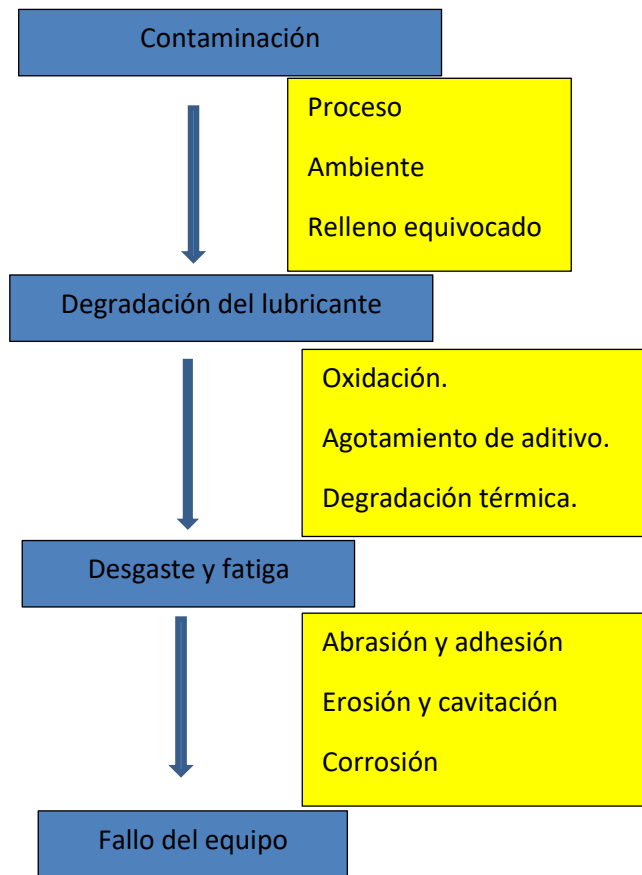 Contaminación
Proceso
Ambiente
Relleno equivocado
Degradación del lubricante
Oxidación.
Agotamiento de aditivo.
Degradación térmica.
Desgaste y fatiga
Abrasión y adhesión
Erosión y cavitación
Corrosión
Fallo del equipo